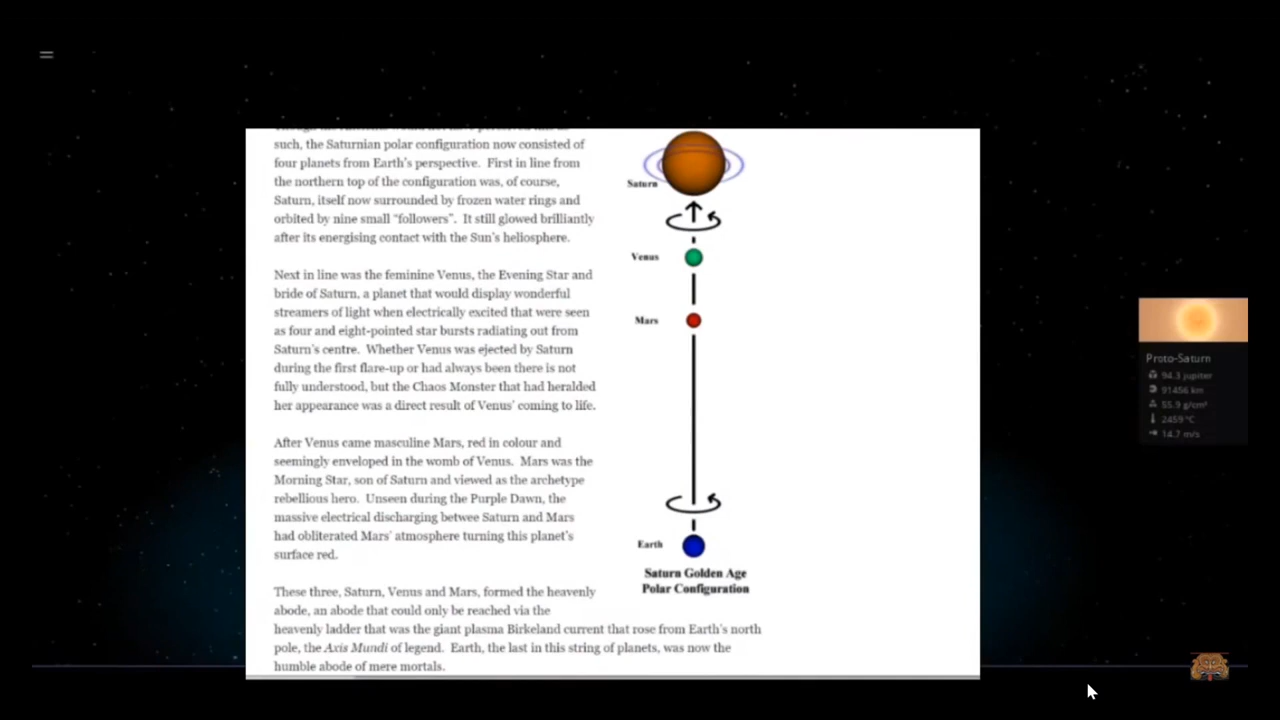 such, the Saturnian polar configuration now consisted of
four planets from Earth's perspective. First in line from
the northern top of the configuration was, of course,
Saturn, itself now surrounded by frozen water rings and
orbited by nine small "followers". It still glowed brilliantly
after its energising contact with the Sun's heliosphere.
Next in line was the feminine Venus, the Evening Star and
bride of Saturn, a planet that would display wonderful
streamers of light when electrically excited that were seen
as four and eight-pointed star bursts radiating out from
Saturn's centre. Whether Venus was ejected by Saturn
during the first flare-up or had always been there is not
fully understood, but the Chaos Monster that had heralded
her appearance was a direct result of Venus' coming to life.
After Venus came masculine Mars, red in colour and
seemingly enveloped in the womb of Venus. Mars was the
Morning Star, son of Saturn and viewed as the archetype
rebellious hero. Unseen during the Purple Dawn, the
massive electrical discharging betwee Saturn and Mars
had obliterated Mars' atmosphere turning this planet's
surface red.
These three, Saturn, Venus and Mars, formed the heavenly
abode, an abode that could only be reached via the
heavenly ladder that was the giant plasma Birkeland current that rose from Earth's north
pole, the Axis Mundi of legend. Earth, the last in this string of planets, was now the
humble abode of mere mortals.
Saturn
Venus
Mars
Earth
Saturn Golden Age
Polar Configuration
Proto-Saturn
94.3 jupiter
91456 km
55.9 g/cm³
2459 °C
14.7 m/s